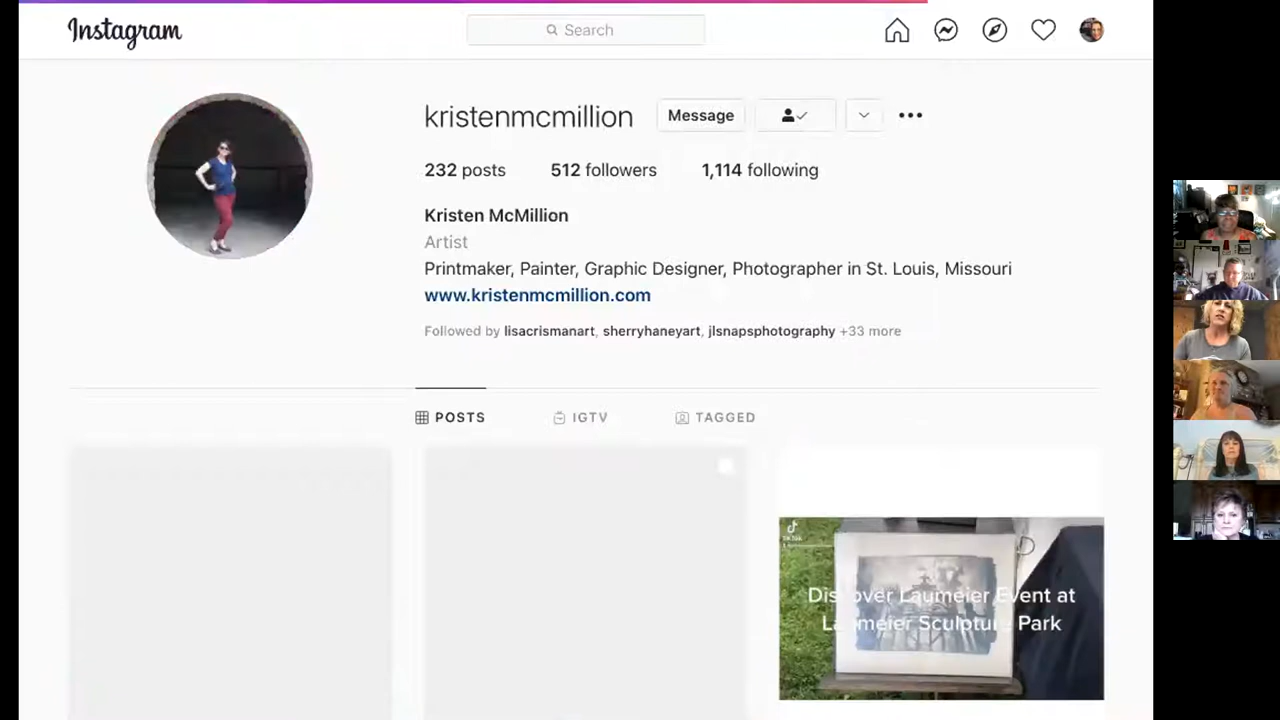 Instagram
Search
kristenmcmillion
Message
232 posts 512 followers 1,114 following
Kristen McMillion
Artist
Printmaker, Painter, Graphic Designer, Photographer in St. Louis, Missouri
www.kristenmcmillion.com
Followed by lisacrismanart, sherryhaneyart, jlsnapsphotography +33 more
POSTS IGTV TAGGED
TikTok
Discover Laumeier Event at
Laumeier Sculpture Park